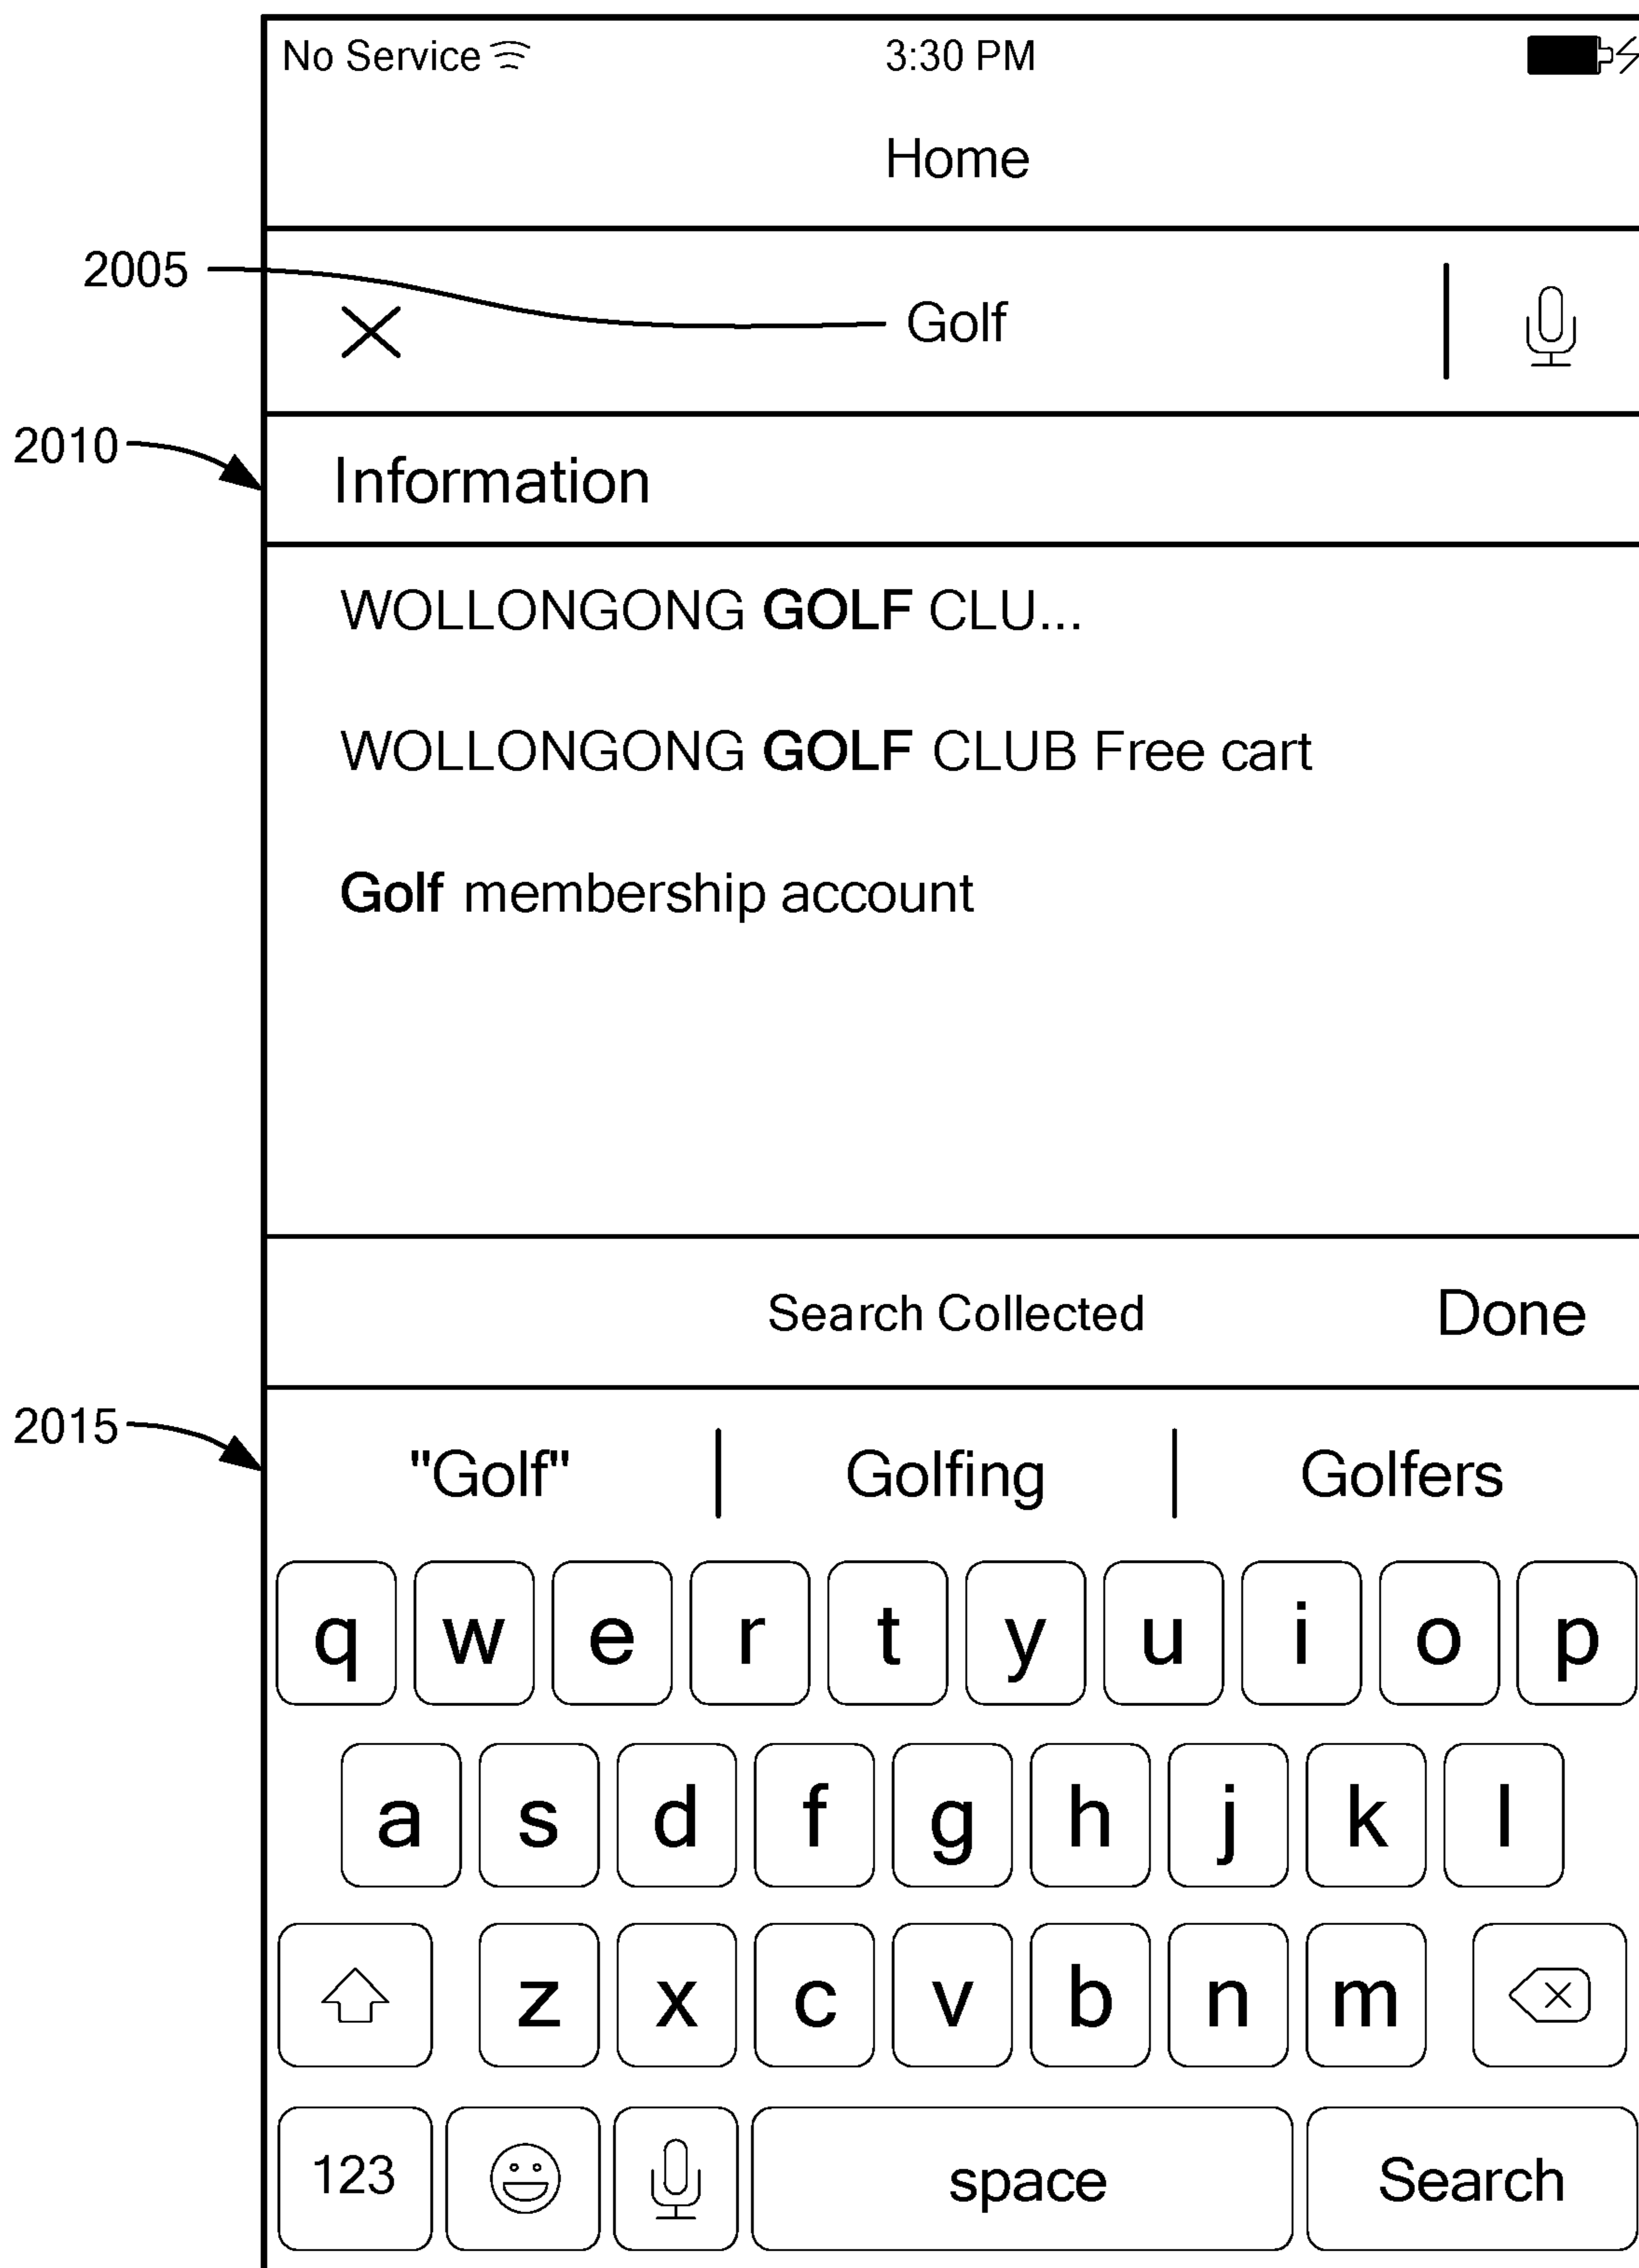 No Service 3:30 PM
Home
2005
Golf
2010
Information
WOLLONGONG GOLF CLU...
WOLLONGONG GOLF CLUB Free cart
Golf membership account
Search Collected Done
2015
"Golf" Golfing Golfers
q w e r t y u i o p
a s d f g h j k l
z x c v b n m
123 space Search